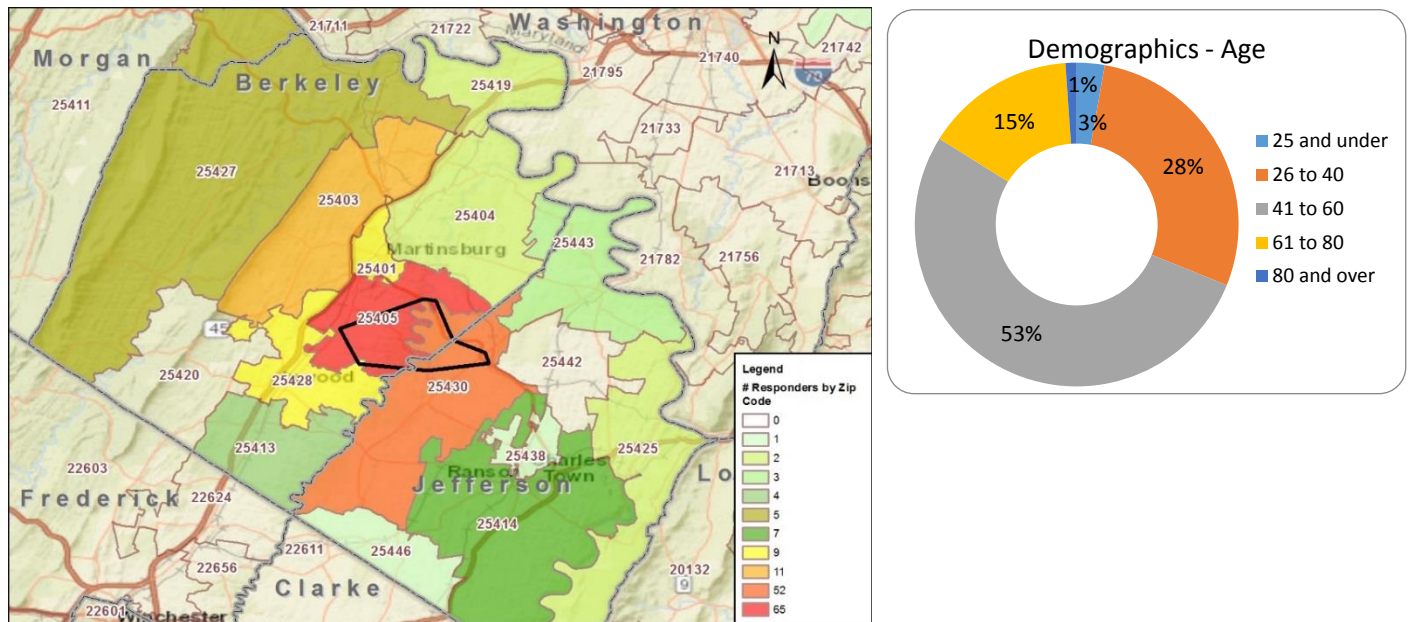 21711
21722
Washington
Maryland
21742
21740
21795
N
70
Morgan
Berkeley
25411
25419
21733
21713
Boons
25427
25403
25404
25443
Martinsburg
21782
21756
25401
45
25405
25442
25420
25428
wood
25430
25413
25425
25438
Charles
Town
Ranson
Jefferson
Lo
22603
Frederick
22624
25414
22611
25446
22656
Clarke
20132
9
22601
Winchester
Legend
# Responders by Zip
Code
0
1
2
3
4
5
7
9
11
52
65
Demographics - Age
1%
3%
15%
28%
53%
25 and under
26 to 40
41 to 60
61 to 80
80 and over